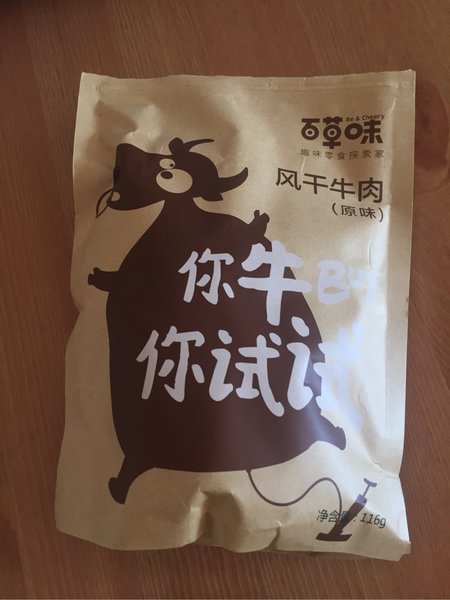 Be & Cheery
百草味
趣味零食探索家
风干牛肉
(原味)
你牛B
你试试
净含量:116g